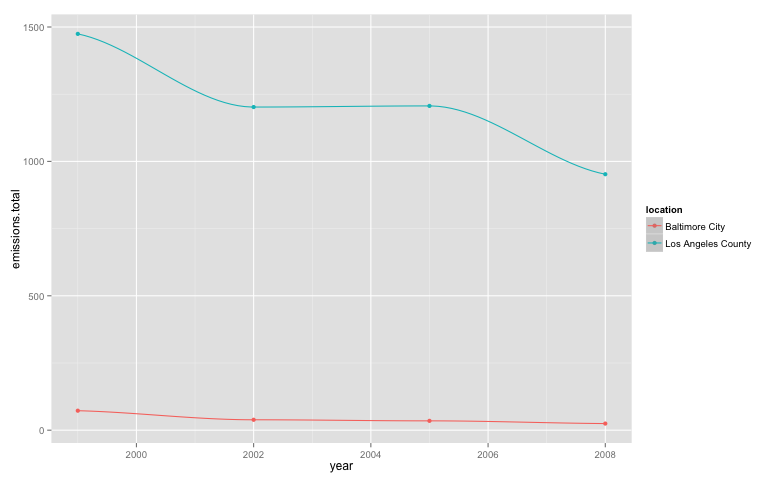 1500
1000
500
0
emissions.total
2000
2002
2004
2006
2008
year
location
Baltimore City
Los Angeles County